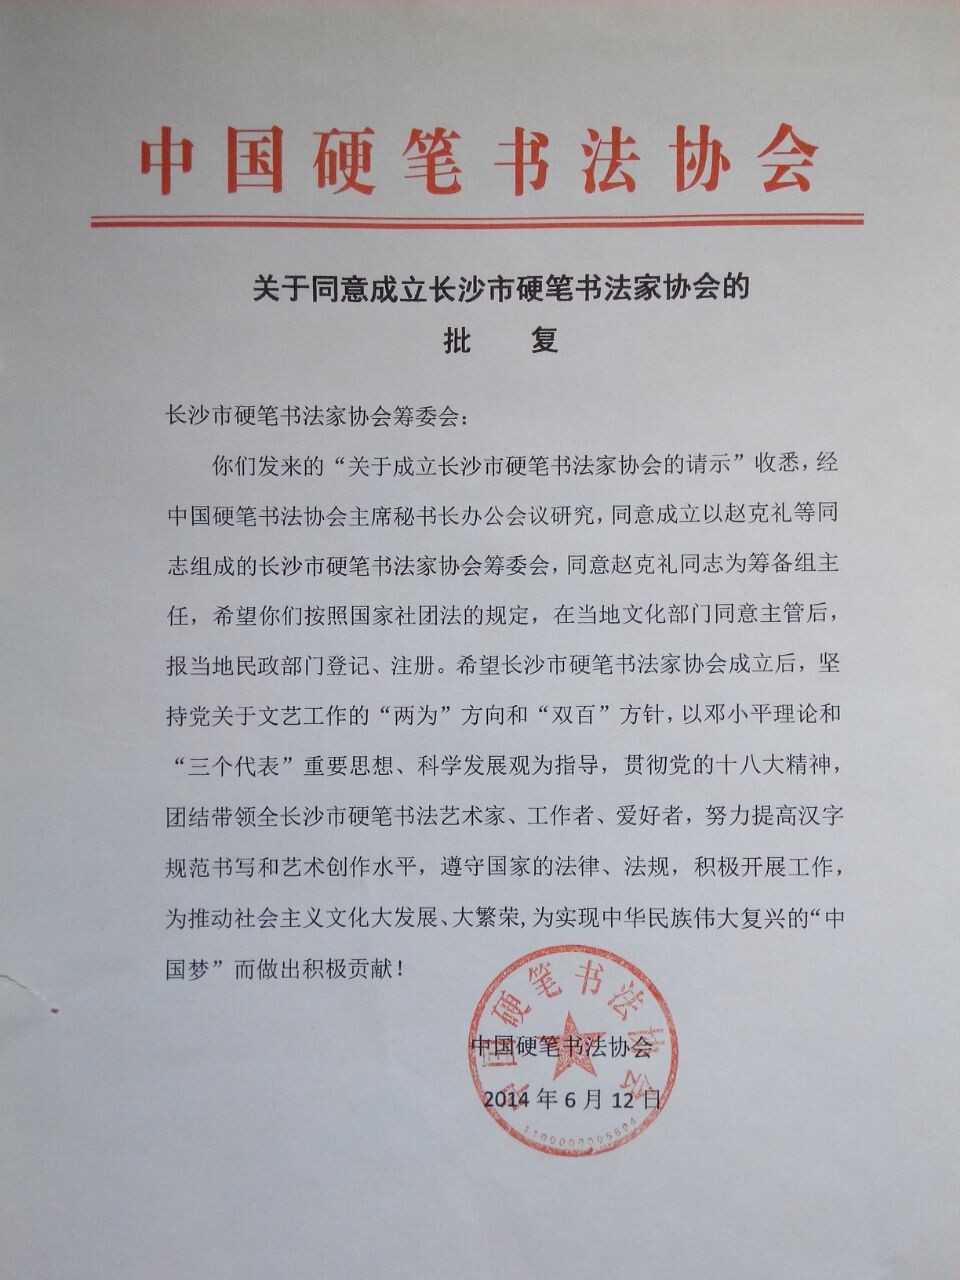 中国硬笔书法协会
关于同意成立长沙市硬笔书法家协会的
批 复
长沙市硬笔书法家协会筹委会：
你们发来的“关于成立长沙市硬笔书法家协会的请示”收悉，经
中国硬笔书法协会主席秘书长办公会议研究，同意成立以赵克礼等同
志组成的长沙市硬笔书法家协会筹委会，同意赵克礼同志为筹备组主
任，希望你们按照国家社团法的规定，在当地文化部门同意主管后，
报当地民政部门登记、注册。希望长沙市硬笔书法家协会成立后，坚
持党关于文艺工作的“两为”方向和“双百”方针，以邓小平理论和
“三个代表”重要思想、科学发展观为指导，贯彻党的十八大精神，
团结带领全长沙市硬笔书法艺术家、工作者、爱好者，努力提高汉字
规范书写和艺术创作水平，遵守国家的法律、法规，积极开展工作，
为推动社会主义文化大发展、大繁荣，为实现中华民族伟大复兴的“中
国梦”而做出积极贡献！
中国硬笔书法协会
中国硬笔书法协会
2014 年 6 月 12 日